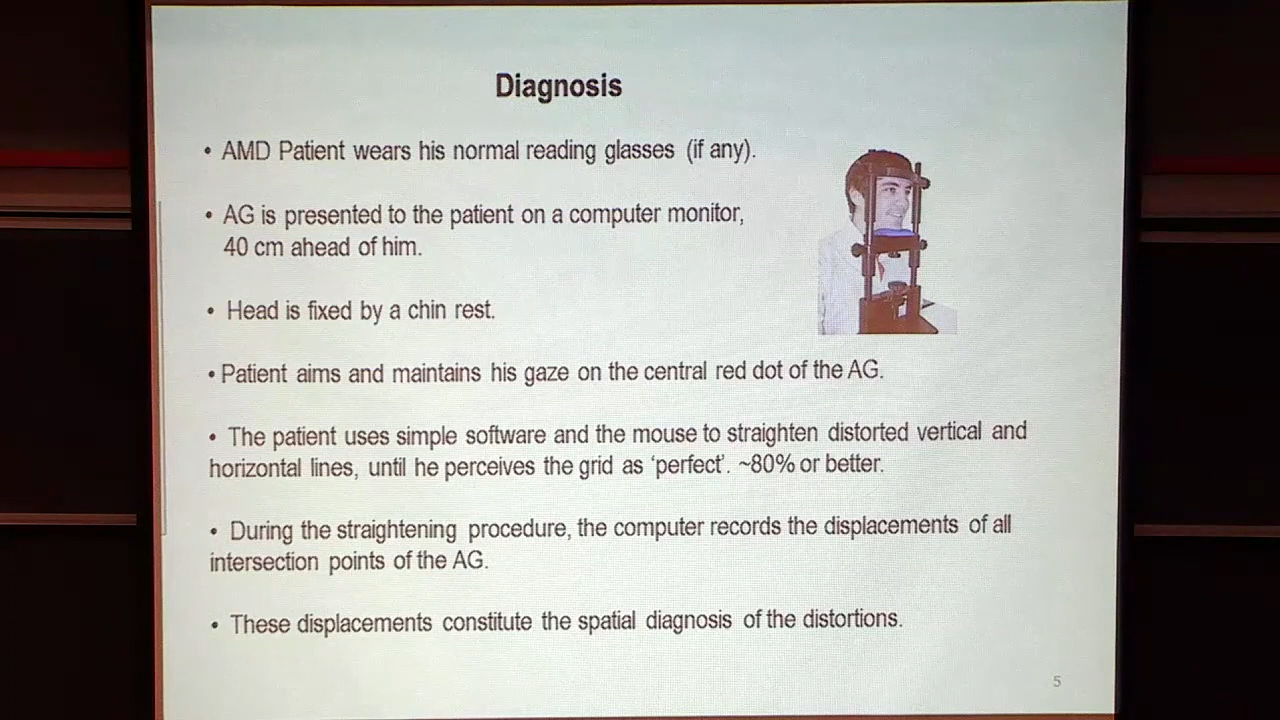 Diagnosis
• AMD Patient wears his normal reading glasses (if any).
• AG is presented to the patient on a computer monitor,
40 cm ahead of him.
• Head is fixed by a chin rest.
• Patient aims and maintains his gaze on the central red dot of the AG.
• The patient uses simple software and the mouse to straighten distorted vertical and
horizontal lines, until he perceives the grid as ‘perfect’. ~80% or better.
• During the straightening procedure, the computer records the displacements of all
intersection points of the AG.
• These displacements constitute the spatial diagnosis of the distortions.
5